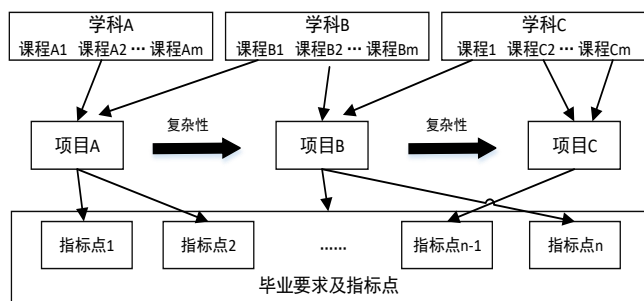 学科A
课程A1 课程A2 ··· 课程Am
学科B
课程B1 课程B2 ··· 课程Bm
学科C
课程1 课程C2 ··· 课程Cm
项目A
复杂性
项目B
复杂性
项目C
指标点1
指标点2
······
指标点n-1
指标点n
毕业要求及指标点